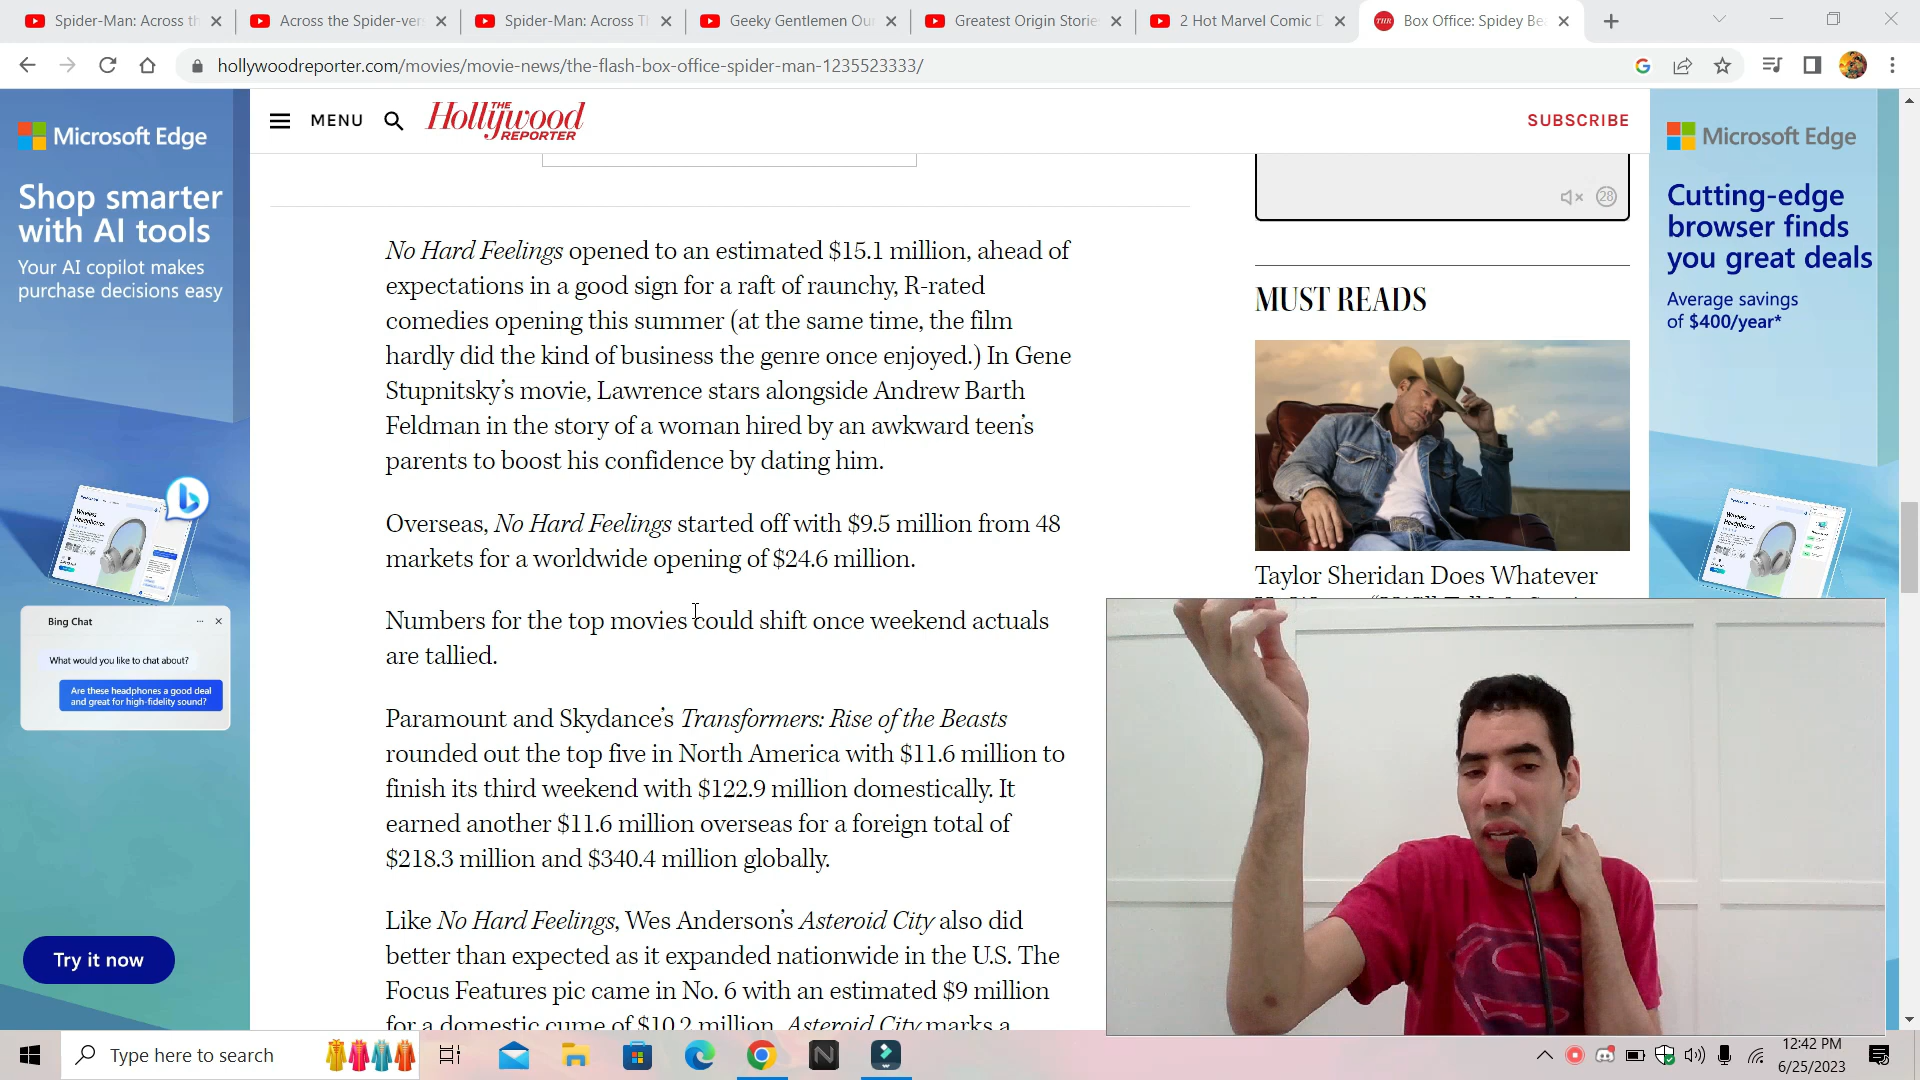 Spider-Man: Across th
Across the Spider-ver
Spider-Man: Across T
Geeky Gentlemen Ou
Greatest Origin Storie
2 Hot Marvel Comic D
THR
Box Office: Spidey Be
hollywoodreporter.com/movies/movie-news/the-flash-box-office-spider-man-1235523333/
MENU
THE
Hollywood
REPORTER
SUBSCRIBE
Microsoft Edge
Shop smarter
with AI tools
Your AI copilot makes
purchase decisions easy
Bing Chat
What would you like to chat about?
Are these headphones a good deal
and great for high-fidelity sound?
Try it now
No Hard Feelings opened to an estimated $15.1 million, ahead of
expectations in a good sign for a raft of raunchy, R-rated
comedies opening this summer (at the same time, the film
hardly did the kind of business the genre once enjoyed.) In Gene
Stupnitsky's movie, Lawrence stars alongside Andrew Barth
Feldman in the story of a woman hired by an awkward teen's
parents to boost his confidence by dating him.
Overseas, No Hard Feelings started off with $9.5 million from 48
markets for a worldwide opening of $24.6 million.
Numbers for the top movies could shift once weekend actuals
are tallied.
Paramount and Skydance's Transformers: Rise of the Beasts
rounded out the top five in North America with $11.6 million to
finish its third weekend with $122.9 million domestically. It
earned another $11.6 million overseas for a foreign total of
$218.3 million and $340.4 million globally.
Like No Hard Feelings, Wes Anderson's Asteroid City also did
better than expected as it expanded nationwide in the U.S. The
Focus Features pic came in No. 6 with an estimated $9 million
for a domestic cume of $10.2 million. Asteroid City marks a
28
MUST READS
Taylor Sheridan Does Whatever
Microsoft Edge
Cutting-edge
browser finds
you great deals
Average savings
of $400/year*
Type here to search
12:42 PM
6/25/2023